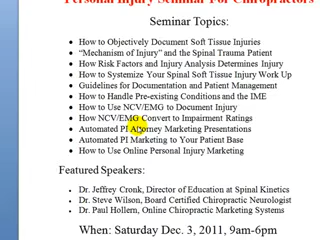 Personal Injury Seminar For Chiropractors
Seminar Topics:
• How to Objectively Document Soft Tissue Injuries
• “Mechanism of Injury” and the Spinal Trauma Patient
• How Risk Factors and Injury Analysis Determines Injury
• How to Systemize Your Spinal Soft Tissue Injury Work Up
• Guidelines for Documentation and Patient Management
• How to Handle Pre-existing Conditions and the IME
• How to Use NCV/EMG to Document Injury
• How NCV/EMG Convert to Impairment Ratings
• Automated PI Attorney Marketing Presentations
• Automated PI Marketing to Your Patient Base
• How to Use Online Personal Injury Marketing
Featured Speakers:
• Dr. Jeffrey Cronk, Director of Education at Spinal Kinetics
• Dr. Steve Wilson, Board Certified Chiropractic Neurologist
• Dr. Paul Hollern, Online Chiropractic Marketing Systems
When: Saturday Dec. 3, 2011, 9am-6pm